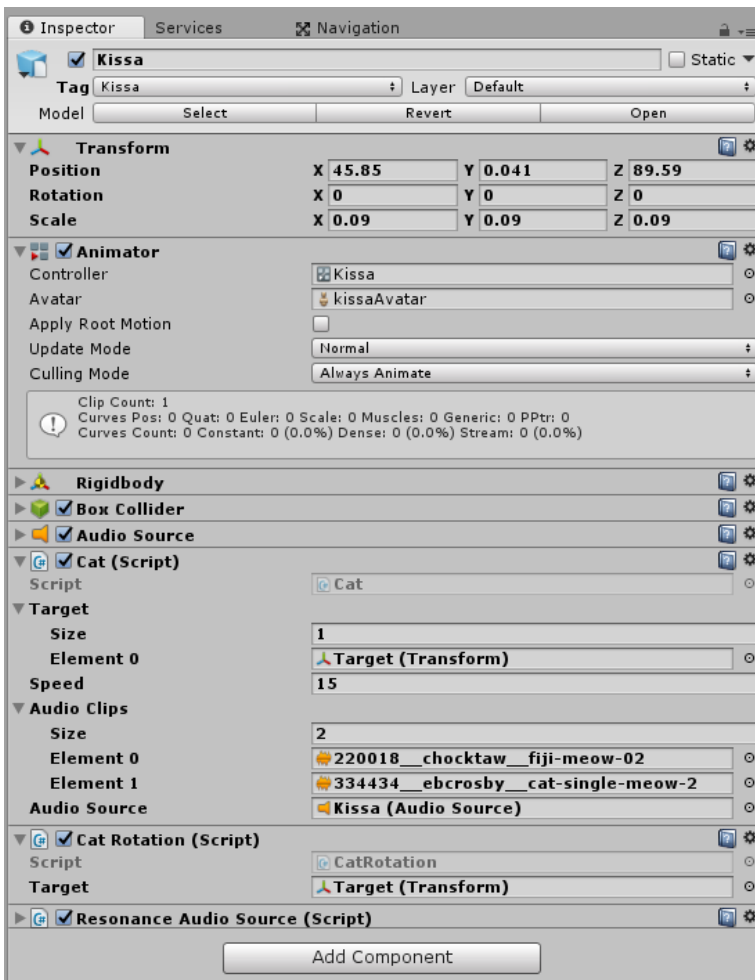 Inspector Services Navigation
Kissa Static
Tag Kissa Layer Default
Model Select Revert Open
Transform
Position X 45.85 Y 0.041 Z 89.59
Rotation X 0 Y 0 Z 0
Scale X 0.09 Y 0.09 Z 0.09
Animator
Controller Kissa
Avatar kissaAvatar
Apply Root Motion
Update Mode Normal
Culling Mode Always Animate
Clip Count: 1
Curves Pos: 0 Quat: 0 Euler: 0 Scale: 0 Muscles: 0 Generic: 0 PPtr: 0
Curves Count: 0 Constant: 0 (0.0%) Dense: 0 (0.0%) Stream: 0 (0.0%)
Rigidbody
Box Collider
Audio Source
Cat (Script)
Script Cat
Target
Size 1
Element 0 Target (Transform)
Speed 15
Audio Clips
Size 2
Element 0 220018__chocktaw__fiji-meow-02
Element 1 334434__ebcrosby__cat-single-meow-2
Audio Source Kissa (Audio Source)
Cat Rotation (Script)
Script CatRotation
Target Target (Transform)
Resonance Audio Source (Script)
Add Component